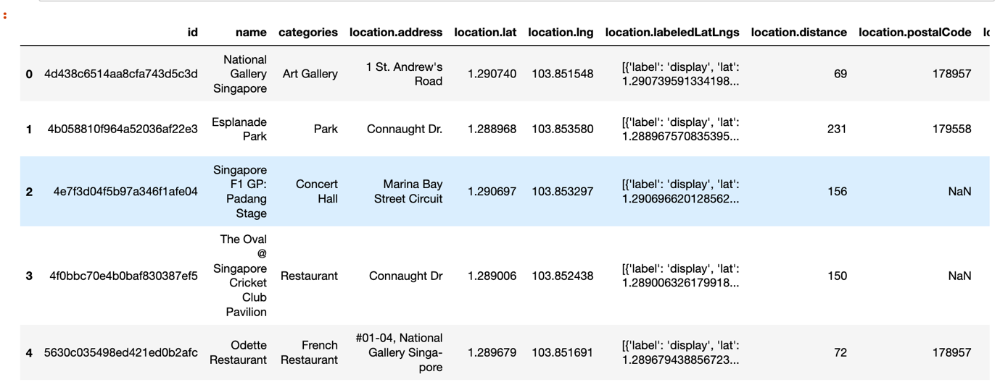 :
id name categories location.address location.lat location.lng location.labeledLatLngs location.distance location.postalCode lo
0 4d438c6514aa8cfa743d5c3d National Gallery Singapore Art Gallery 1 St. Andrew's Road 1.290740 103.851548 [{'label': 'display', 'lat': 1.290739591334198... 69 178957
1 4b058810f964a52036af22e3 Esplanade Park Park Connaught Dr. 1.288968 103.853580 [{'label': 'display', 'lat': 1.288967570835395... 231 179558
2 4e7f3d04f5b97a346f1afe04 Singapore F1 GP: Padang Stage Concert Hall Marina Bay Street Circuit 1.290697 103.853297 [{'label': 'display', 'lat': 1.290696620128562... 156 NaN
3 4f0bbc70e4b0baf830387ef5 The Oval @ Singapore Cricket Club Pavilion Restaurant Connaught Dr 1.289006 103.852438 [{'label': 'display', 'lat': 1.289006326179918... 150 NaN
4 5630c035498ed421ed0b2afc Odette Restaurant French Restaurant #01-04, National Gallery Singa-pore 1.289679 103.851691 [{'label': 'display', 'lat': 1.289679438856723... 72 178957